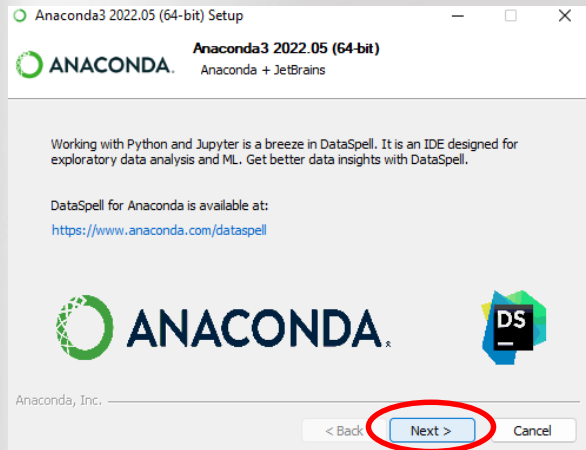 Anaconda3 2022.05 (64-bit) Setup
Anaconda3 2022.05 (64-bit)
ANACONDA.
Anaconda + JetBrains
Working with Python and Jupyter is a breeze in DataSpell. It is an IDE designed for
exploratory data analysis and ML. Get better data insights with DataSpell.
DataSpell for Anaconda is available at:
https://www.anaconda.com/dataspell
ANACONDA.
DS
Anaconda, Inc.
< Back
Next >
Cancel